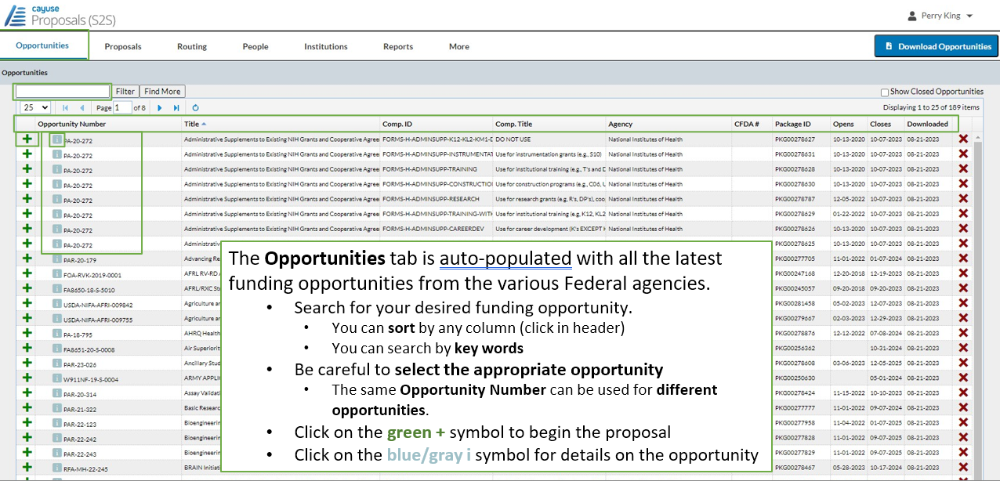 cayuse
Proposals (S2S)
Perry King
Opportunities Proposals Routing People Institutions Reports More Download Opportunities
Opportunities
Filter Find More Show Closed Opportunities
25 Page 1 of 8 Displaying 1 to 25 of 189 items
Opportunity Number Title Comp. ID Comp. Title Agency CFDA # Package ID Opens Closes Downloaded
PA-20-272 Administrative Supplements to Existing NIH Grants and Cooperative Agree FORMS-H-ADMINSUPP-K12-KL2-KM1-D DO NOT USE National Institutes of Health PKG00278627 10-13-2020 10-07-2023 08-21-2023
PA-20-272 Administrative Supplements to Existing NIH Grants and Cooperative Agree FORMS-H-ADMINSUPP-INSTRUMENTAT Use for instrumentation grants (e.g., S10) National Institutes of Health PKG00278631 10-13-2020 10-07-2023 08-21-2023
PA-20-272 Administrative Supplements to Existing NIH Grants and Cooperative Agree FORMS-H-ADMINSUPP-TRAINING Use for institutional training (e.g., T's and D National Institutes of Health PKG00278628 10-13-2020 10-07-2023 08-21-2023
PA-20-272 Administrative Supplements to Existing NIH Grants and Cooperative Agree FORMS-H-ADMINSUPP-CONSTRUCTIO Use for construction programs (e.g., C06, U National Institutes of Health PKG00278630 10-13-2020 10-07-2023 08-21-2023
PA-20-272 Administrative Supplements to Existing NIH Grants and Cooperative Agree FORMS-H-ADMINSUPP-RESEARCH Use for research grants (e.g, R's, DP's), coo National Institutes of Health PKG00278787 12-05-2022 10-07-2023 08-21-2023
PA-20-272 Administrative Supplements to Existing NIH Grants and Cooperative Agree FORMS-H-ADMINSUPP-TRAINING-WITH Use for institutional training (e.g, K12, KL2 National Institutes of Health PKG00278629 01-22-2022 10-07-2023 08-21-2023
PA-20-272 Administrative Supplements to Existing NIH Grants and Cooperative Agree FORMS-H-ADMINSUPP-CAREERDEV Use for career development (K's EXCEPT K National Institutes of Health PKG00278626 10-13-2020 10-07-2023 08-21-2023
PA-20-272 Administrativ PKG00278625 10-13-2020 10-07-2023 08-21-2023
PAR-20-179 Advancing Re PKG00277705 11-01-2022 01-07-2024 08-21-2023
FOA-RVK-2019-0001 AFRL RV-RD PKG00247168 12-20-2018 12-19-2023 08-21-2023
FA8650-18-S-5010 AFRL/RXC St PKG00245057 09-20-2018 09-20-2023 08-21-2023
USDA-NIFA-AFRI-009842 Agriculture ar PKG00281458 05-02-2023 12-07-2023 08-21-2023
USDA-NIFA-AFRI-009755 Agriculture ar PKG00279667 02-03-2023 12-29-2023 08-21-2023
PA-18-795 AHRQ Health PKG00278876 12-12-2022 07-08-2024 08-21-2023
FA8651-20-S-0008 Air Superiority PKG00256362 10-31-2024 08-21-2023
PAR-23-026 Ancillary Stud PKG00278608 03-06-2023 12-05-2025 08-21-2023
W911NF-19-S-0004 ARMY APPLI PKG00250630 05-01-2024 08-21-2023
PAR-20-314 Assay Validati PKG00278424 11-15-2022 10-10-2023 08-21-2023
PAR-21-322 Basic Researc PKG00277777 11-01-2022 09-07-2024 08-21-2023
PAR-22-123 Bioengineerin PKG00277958 11-04-2022 01-07-2025 08-21-2023
PAR-22-242 Bioengineerin PKG00277828 11-01-2022 09-07-2025 08-21-2023
PAR-22-243 Bioengineerin PKG00277829 11-01-2022 09-07-2025 08-21-2023
RFA-MH-22-245 BRAIN Initiati PKG00278467 05-28-2023 10-17-2024 08-21-2023
The Opportunities tab is auto-populated with all the latest
funding opportunities from the various Federal agencies.
• Search for your desired funding opportunity.
• You can sort by any column (click in header)
• You can search by key words
• Be careful to select the appropriate opportunity
• The same Opportunity Number can be used for different
opportunities.
• Click on the green + symbol to begin the proposal
• Click on the blue/gray i symbol for details on the opportunity